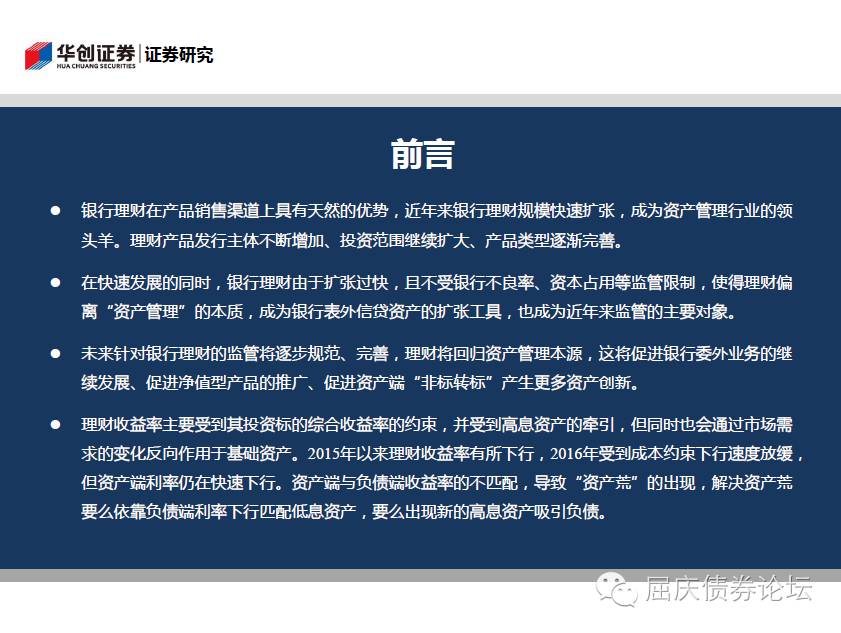 华创证券 | 证券研究
HUA CHUANG SECURITIES
前言
● 银行理财在产品销售渠道上具有天然的优势，近年来银行理财规模快速扩张，成为资产管理行业的领
头羊。理财产品发行主体不断增加、投资范围继续扩大、产品类型逐渐完善。
● 在快速发展的同时，银行理财由于扩张过快，且不受银行不良率、资本占用等监管限制，使得理财偏
离“资产管理”的本质，成为银行表外信贷资产的扩张工具，也成为近年来监管的主要对象。
● 未来针对银行理财的监管将逐步规范、完善，理财将回归资产管理本源，这将促进银行委外业务的继
续发展、促进净值型产品的推广、促进资产端“非标转标”产生更多资产创新。
● 理财收益率主要受到其投资标的综合收益率的约束，并受到高息资产的牵引，但同时也会通过市场需
求的变化反向作用于基础资产。2015年以来理财收益率有所下行，2016年受到成本约束下行速度放缓，
但资产端利率仍在快速下行。资产端与负债端收益率的不匹配，导致“资产荒”的出现，解决资产荒
要么依靠负债端利率下行匹配低息资产，要么出现新的高息资产吸引负债。
屈庆债券论坛